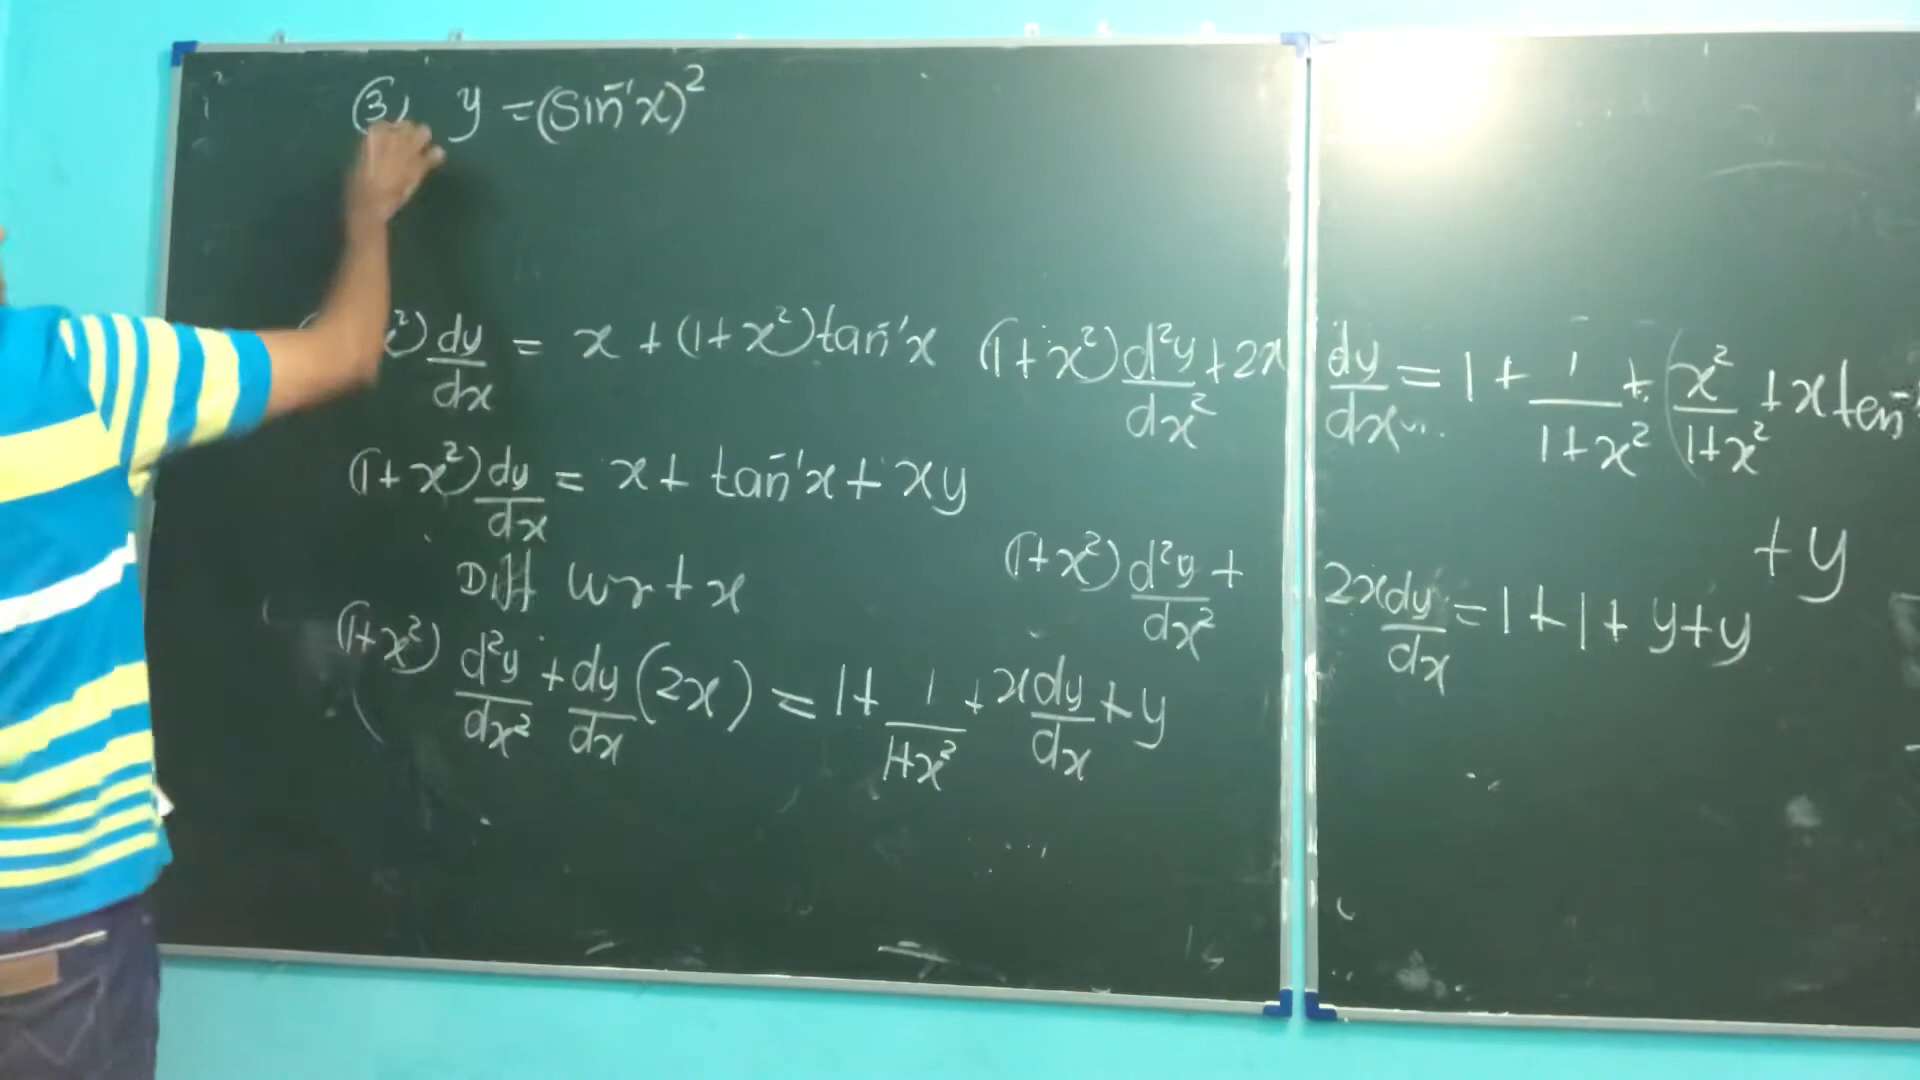 (3) y = (sin⁻¹x)²
x²) dy/dx = x + (1+x²)tan⁻¹x
(1+x²) dy/dx = x + tan⁻¹x + xy
Diff wrt x
(1+x²) d²y/dx² + dy/dx (2x) = 1 + 1/(1+x²) + x dy/dx + y
(1+x²) d²y/dx² + 2x dy/dx = 1 + 1/(1+x²) + (x²/(1+x²) + x tan⁻¹
+ y
(1+x²) d²y/dx² + 2x dy/dx = 1 + 1 + y + y